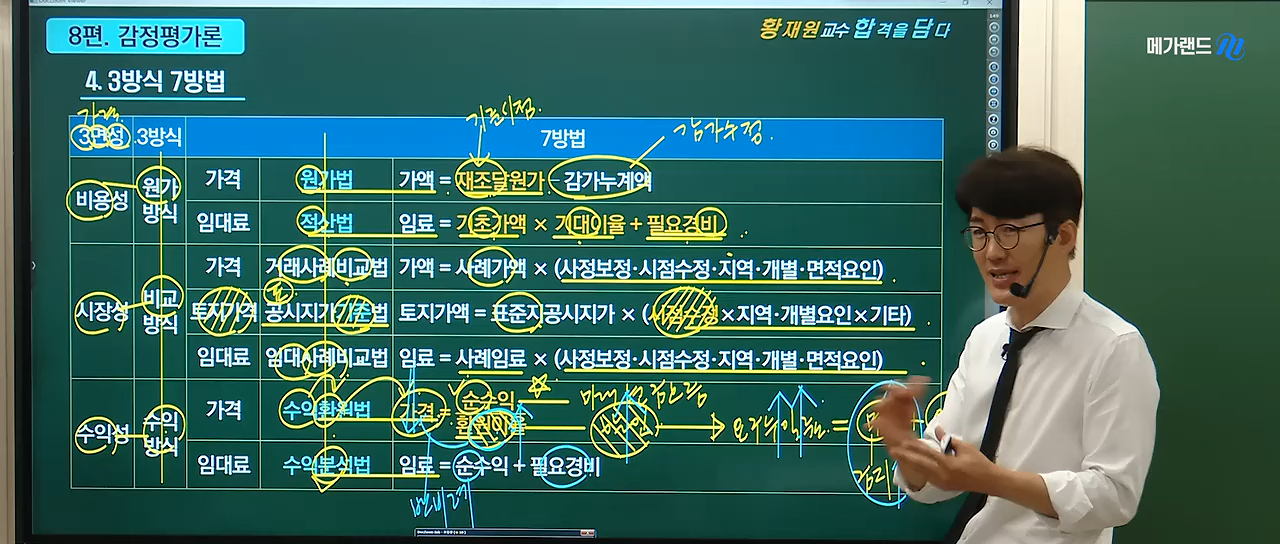 8편. 감정평가론
황재원 교수 합격을 담다
메가랜드
4. 3방식 7방법
기준시점.
감가수정.
3면성 3방식 7방법
비용성 원가방식 가격 원가법 가액 = 재조달원가 - 감가누계액
임대료 적산법 임료 = 기초가액 × 기대이율 + 필요경비
시장성 비교방식 가격 거래사례비교법 가액 = 사례가액 × (사정보정·시점수정·지역·개별·면적요인)
토지가격 공시지가기준법 토지가액 = 표준지공시지가 × (시점수정×지역·개별요인×기타)
임대료 임대사례비교법 임료 = 사례임료 × (사정보정·시점수정·지역·개별·면적요인)
수익성 수익방식 가격 수익환원법 가격 = 순수익 환원이율
임대료 수익분석법 임료 = 순수익 + 필요경비
반비례